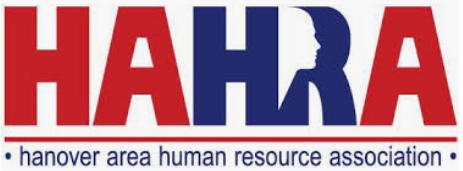 HAHRA
• hanover area human resource association •